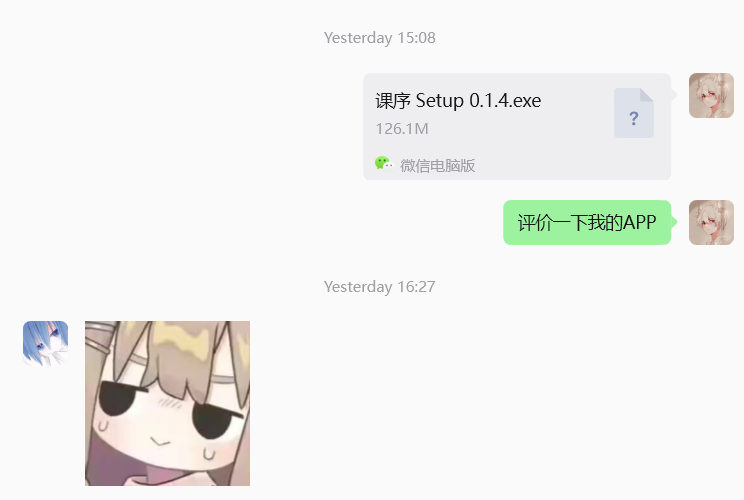 Yesterday 15:08
课序 Setup 0.1.4.exe
126.1M
?
微信电脑版
评价一下我的APP
Yesterday 16:27